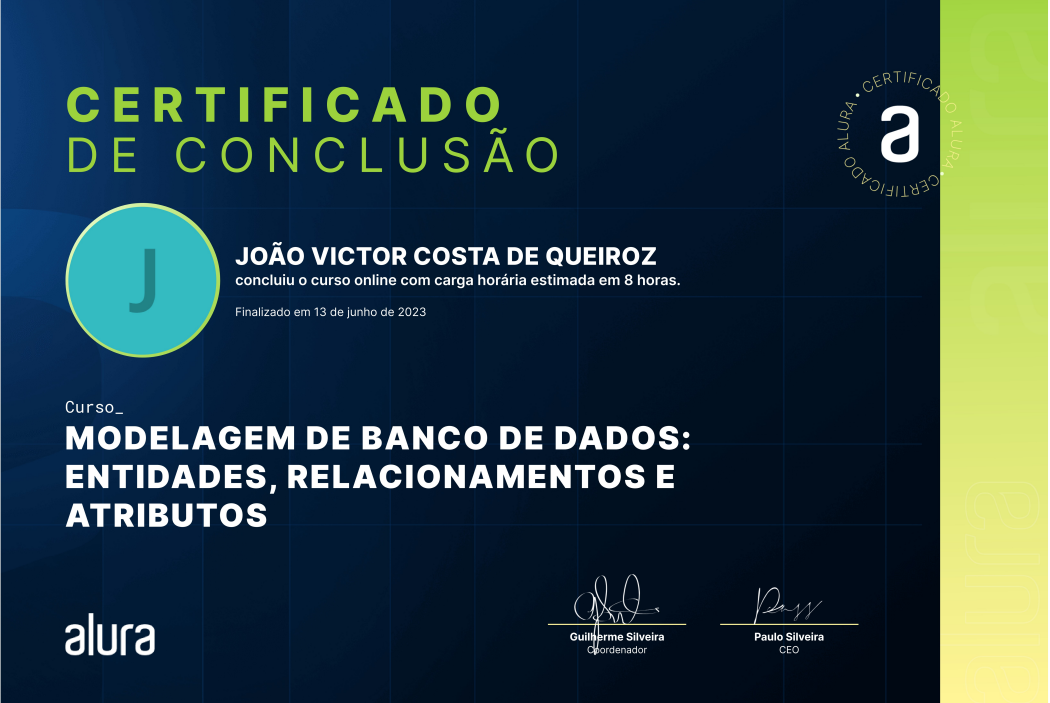 CERTIFICADO
DE CONCLUSÃO
• CERTIFICADO ALURA • CERTIFICADO ALURA
a
J
JOÃO VICTOR COSTA DE QUEIROZ
concluiu o curso online com carga horária estimada em 8 horas.
Finalizado em 13 de junho de 2023
Curso_
MODELAGEM DE BANCO DE DADOS:
ENTIDADES, RELACIONAMENTOS E
ATRIBUTOS
alura
Guilherme Silveira
Coordenador
Paulo Silveira
CEO
alura
alura